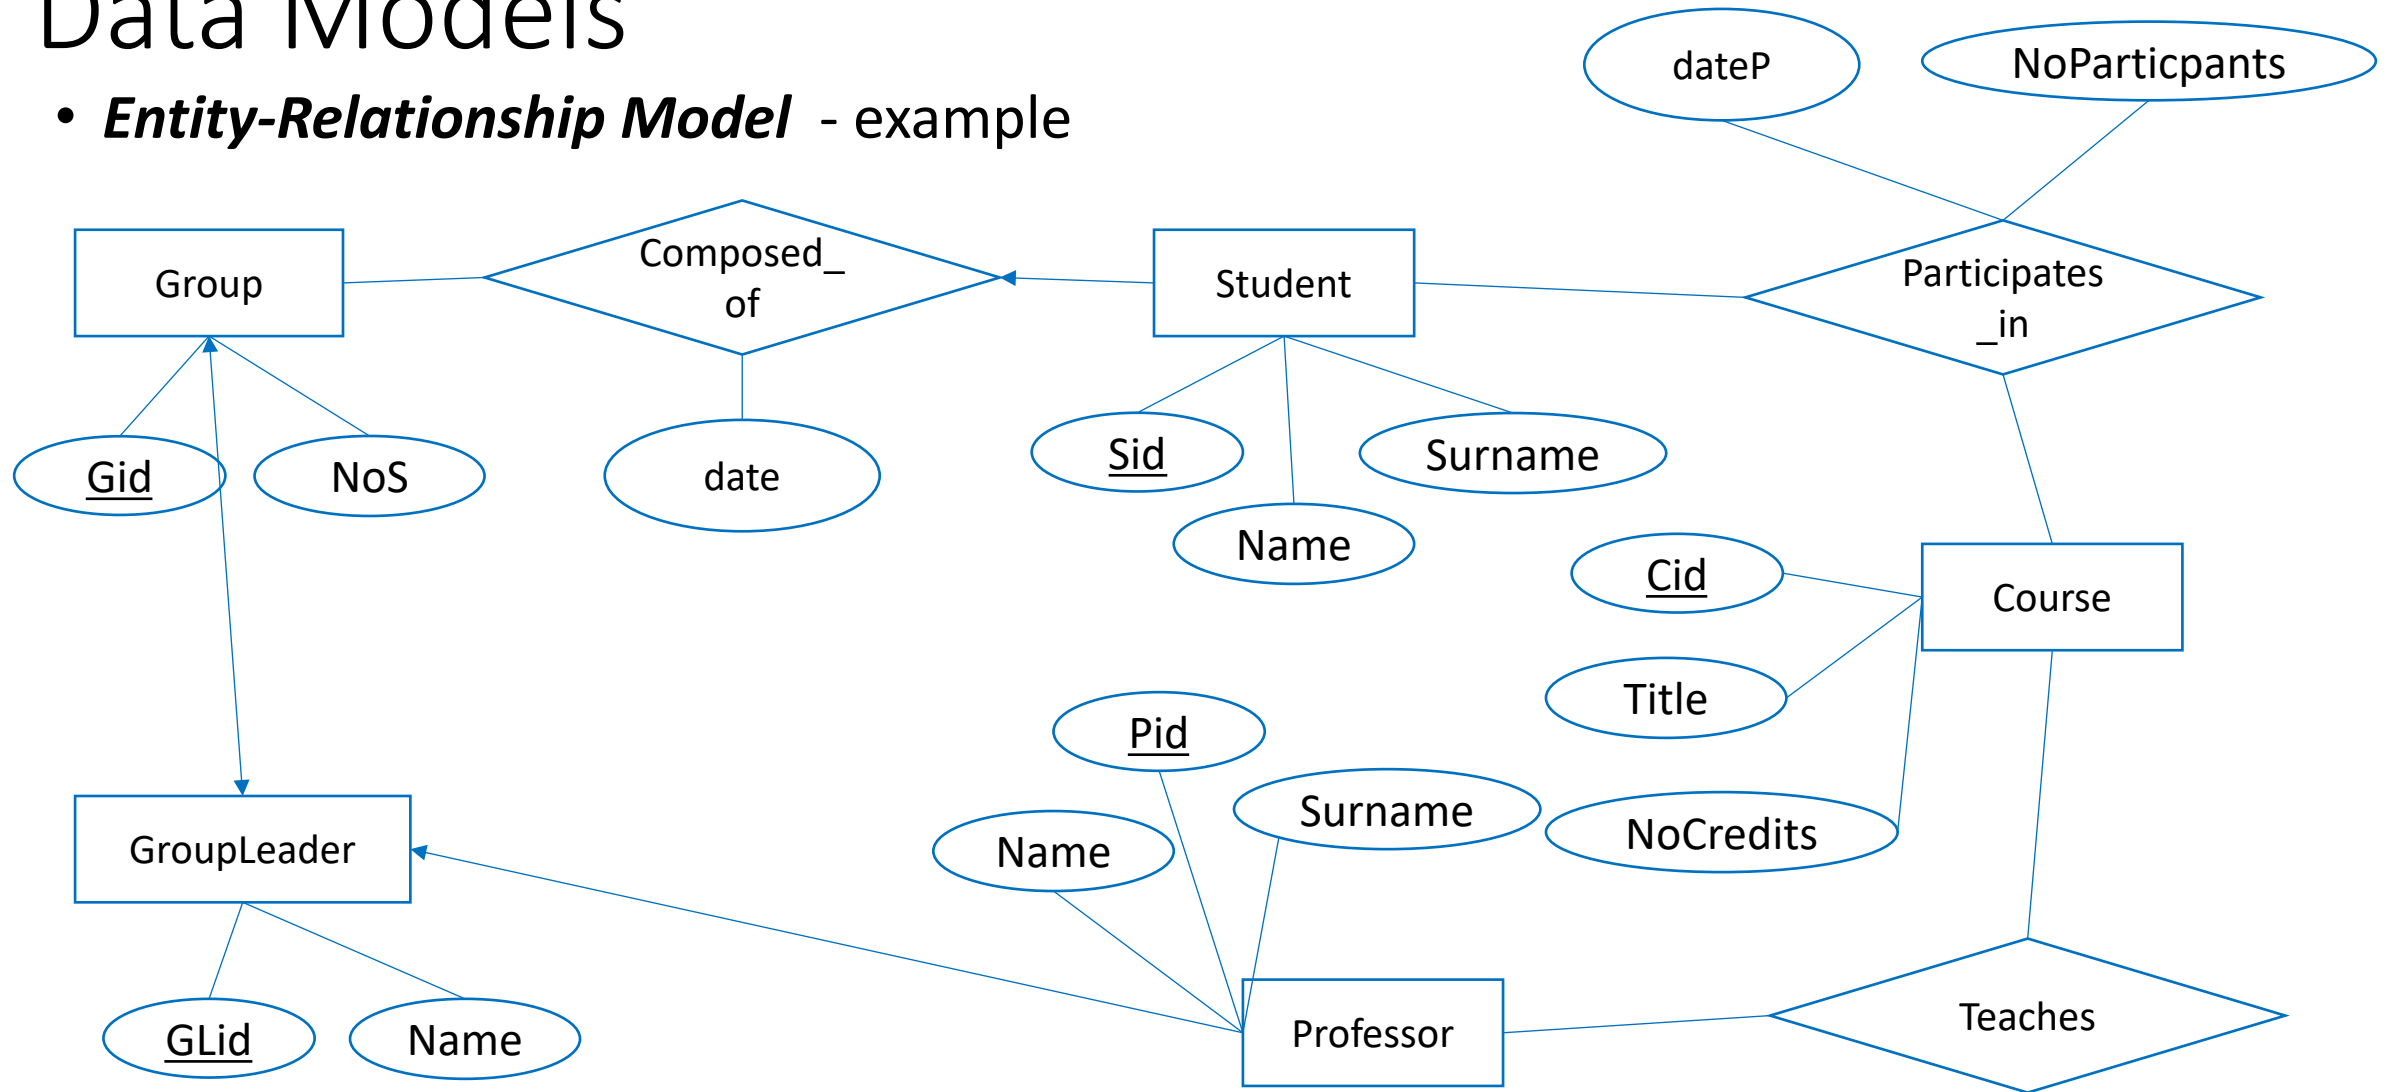 Data Models
• Entity-Relationship Model - example
dateP
NoParticpants
Group
Composed_
of
Student
Participates
_in
Gid
NoS
date
Sid
Surname
Name
Cid
Course
Title
Pid
Surname
NoCredits
Name
GroupLeader
GLid
Name
Professor
Teaches